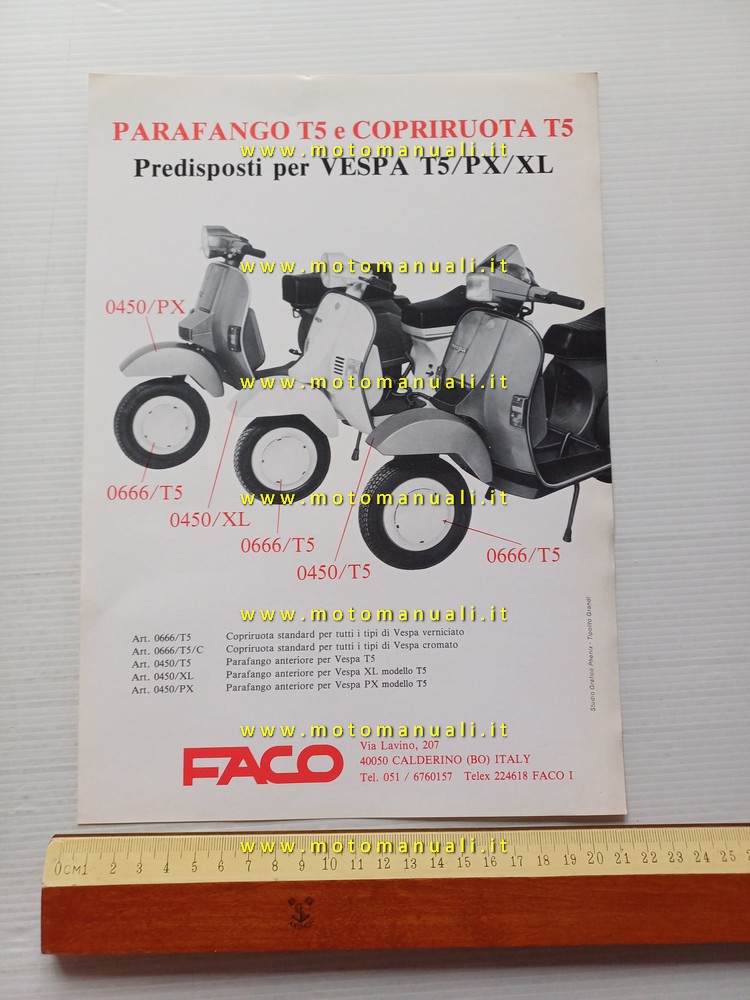 PARAFANGO T5 e COPRIRUOTA T5
www.motomanuali.it
Predisposti per VESPA T5/PX/XL
www.motomanuali.it
0450/PX
www.motomanuali.it
0666/T5
www.motomanuali.it
0450/XL
0666/T5
0666/T5
0450/T5
www.motomanuali.it
Studio Grafico Phenix - Tipolito Grandi
Art. 0666/T5 Copriruota standard per tutti i tipi di Vespa verniciato
Art. 0666/T5/C Copriruota standard per tutti i tipi di Vespa cromato
Art. 0450/T5 Parafango anteriore per Vespa T5
Art. 0450/XL Parafango anteriore per Vespa XL modello T5
Art. 0450/PX Parafango anteriore per Vespa PX modello T5
www.motomanuali.it
FACO
Via Lavino, 207
40050 CALDERINO (BO) ITALY
Tel. 051 / 6760157 Telex 224618 FACO I
www.motomanuali.it
0CM1 2 3 4 5 6 7 8 9 10 11 12 13 14 15 16 17 18 19 20 21 22 23 24 25